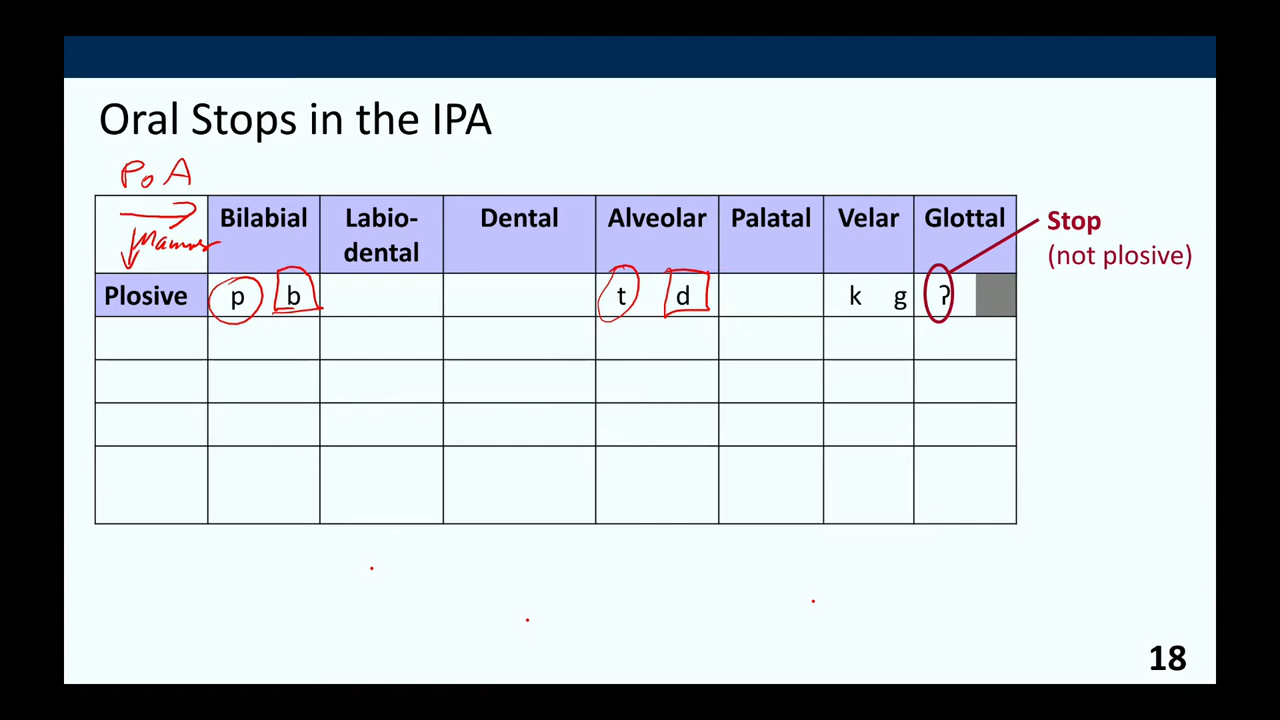 Oral Stops in the IPA
PoA
Manner
Bilabial Labio-dental Dental Alveolar Palatal Velar Glottal
Stop
(not plosive)
Plosive p b t d k g ʔ
18